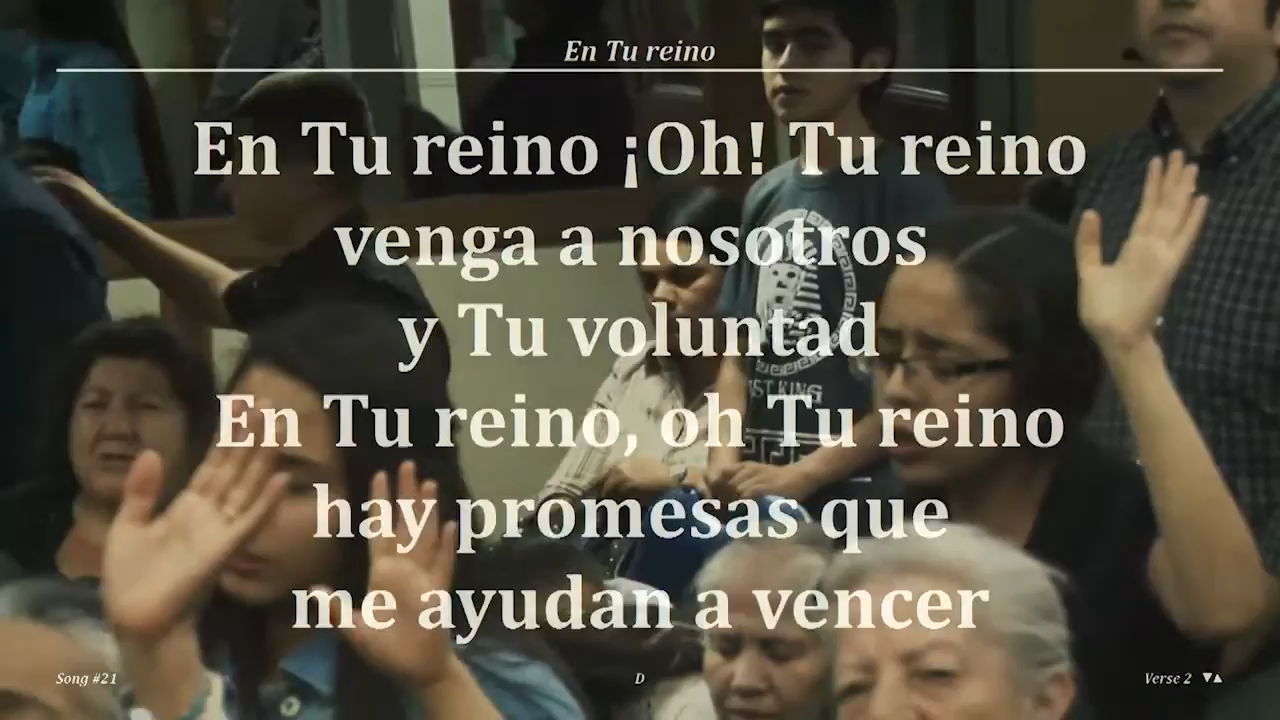 En Tu reino
En Tu reino ¡Oh! Tu reino
venga a nosotros
y Tu voluntad
En Tu reino, oh Tu reino
hay promesas que
me ayudan a vencer
Song #21
D
Verse 2 ▼▲